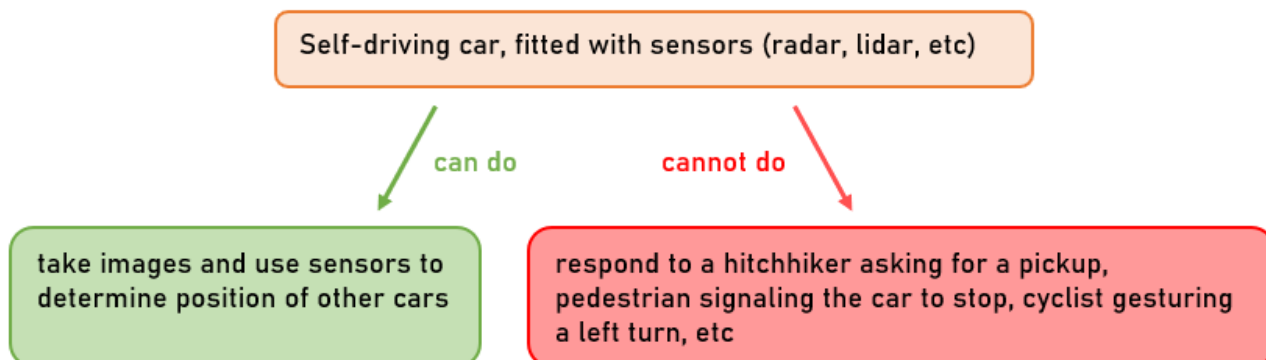 Self-driving car, fitted with sensors (radar, lidar, etc)
can do
cannot do
take images and use sensors to
determine position of other cars
respond to a hitchhiker asking for a pickup,
pedestrian signaling the car to stop, cyclist gesturing
a left turn, etc